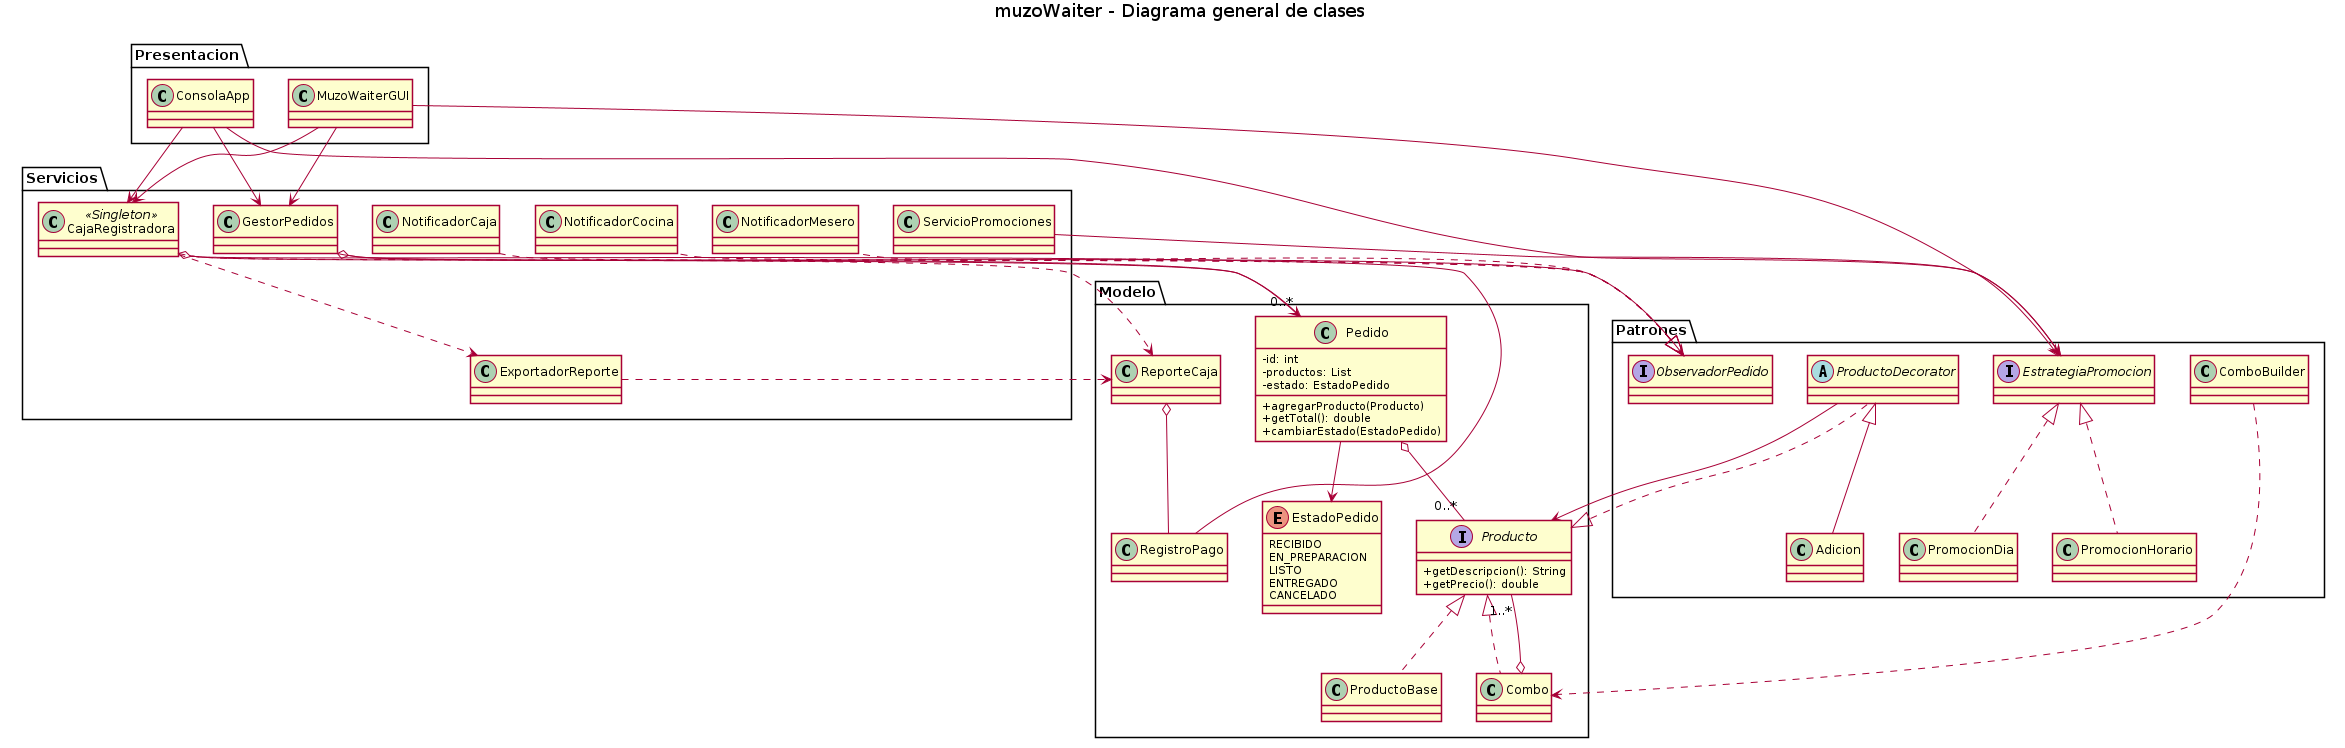 muzoWaiter - Diagrama general de clases
Presentacion
C ConsolaApp
C MuzoWaiterGUI
Servicios
C «Singleton»
CajaRegistradora
C GestorPedidos
C NotificadorCaja
C NotificadorCocina
C NotificadorMesero
C ServicioPromociones
C ExportadorReporte
Modelo
0..*
C Pedido
-id: int
-productos: List
-estado: EstadoPedido
+agregarProducto(Producto)
+getTotal(): double
+cambiarEstado(EstadoPedido)
C ReporteCaja
C RegistroPago
E EstadoPedido
RECIBIDO
EN_PREPARACION
LISTO
ENTREGADO
CANCELADO
0..*
I Producto
+getDescripcion(): String
+getPrecio(): double
1..*
C ProductoBase
C Combo
Patrones
I ObservadorPedido
A ProductoDecorator
I EstrategiaPromocion
C ComboBuilder
C Adicion
C PromocionDia
C PromocionHorario